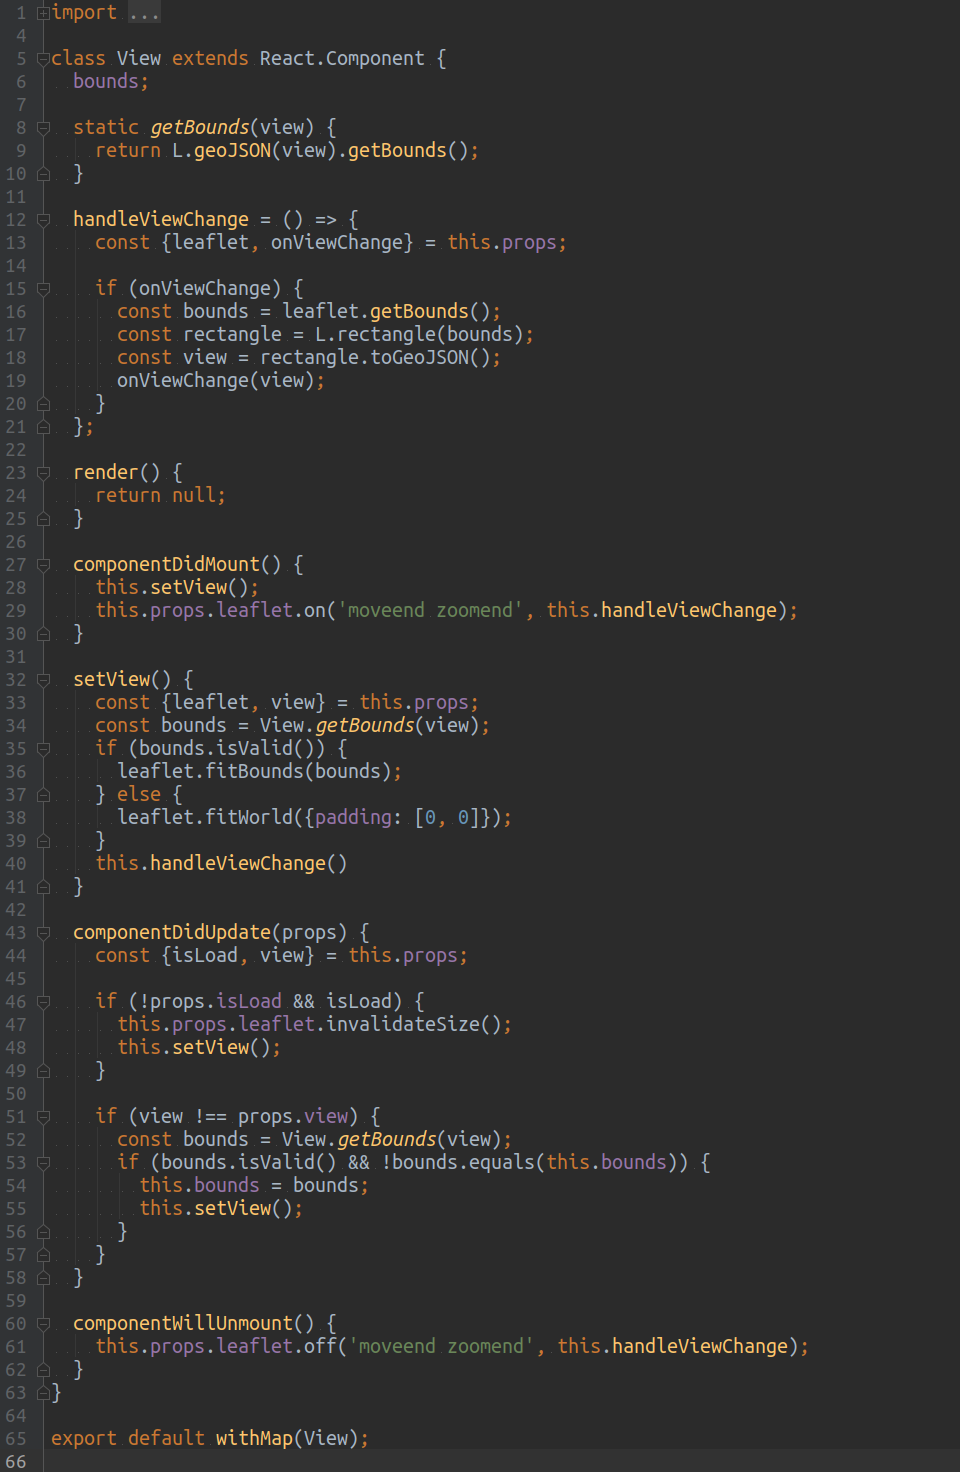 1 import ...
4
5 class View extends React.Component {
6   bounds;
7
8   static getBounds(view) {
9     return L.geoJSON(view).getBounds();
10   }
11
12   handleViewChange = () => {
13     const {leaflet, onViewChange} = this.props;
14
15     if (onViewChange) {
16       const bounds = leaflet.getBounds();
17       const rectangle = L.rectangle(bounds);
18       const view = rectangle.toGeoJSON();
19       onViewChange(view);
20     }
21   };
22
23   render() {
24     return null;
25   }
26
27   componentDidMount() {
28     this.setView();
29     this.props.leaflet.on('moveend zoomend', this.handleViewChange);
30   }
31
32   setView() {
33     const {leaflet, view} = this.props;
34     const bounds = View.getBounds(view);
35     if (bounds.isValid()) {
36       leaflet.fitBounds(bounds);
37     } else {
38       leaflet.fitWorld({padding: [0, 0]});
39     }
40     this.handleViewChange()
41   }
42
43   componentDidUpdate(props) {
44     const {isLoad, view} = this.props;
45
46     if (!props.isLoad && isLoad) {
47       this.props.leaflet.invalidateSize();
48       this.setView();
49     }
50
51     if (view !== props.view) {
52       const bounds = View.getBounds(view);
53       if (bounds.isValid() && !bounds.equals(this.bounds)) {
54         this.bounds = bounds;
55         this.setView();
56       }
57     }
58   }
59
60   componentWillUnmount() {
61     this.props.leaflet.off('moveend zoomend', this.handleViewChange);
62   }
63 }
64
65 export default withMap(View);
66